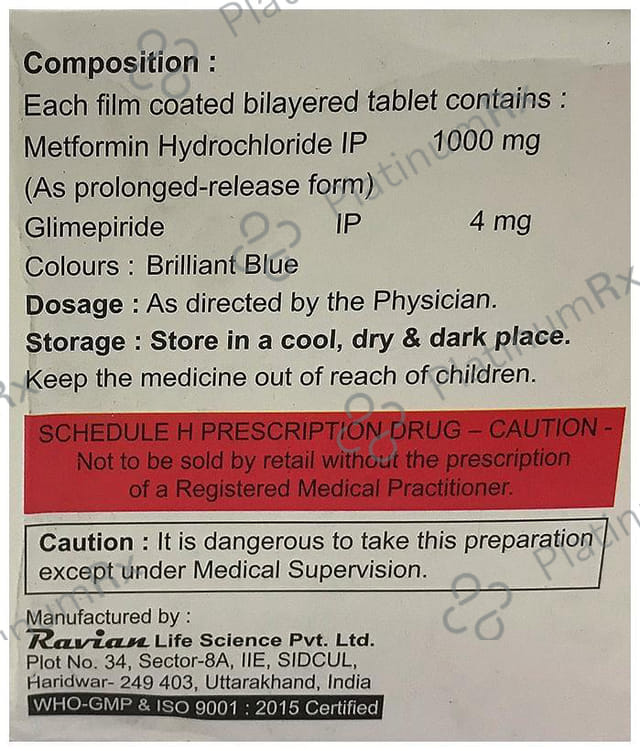 Composition :
Each film coated bilayered tablet contains :
Metformin Hydrochloride IP 1000 mg
(As prolonged-release form)
Glimepiride IP 4 mg
Colours : Brilliant Blue
Dosage : As directed by the Physician.
Storage : Store in a cool, dry & dark place.
Keep the medicine out of reach of children.
SCHEDULE H PRESCRIPTION DRUG – CAUTION -
Not to be sold by retail without the prescription
of a Registered Medical Practitioner.
Caution : It is dangerous to take this preparation
except under Medical Supervision.
Manufactured by :
Ravian Life Science Pvt. Ltd.
Plot No. 34, Sector-8A, IIE, SIDCUL,
Haridwar- 249 403, Uttarakhand, India
WHO-GMP & ISO 9001 : 2015 Certified
PlatinumRx
PlatinumRx